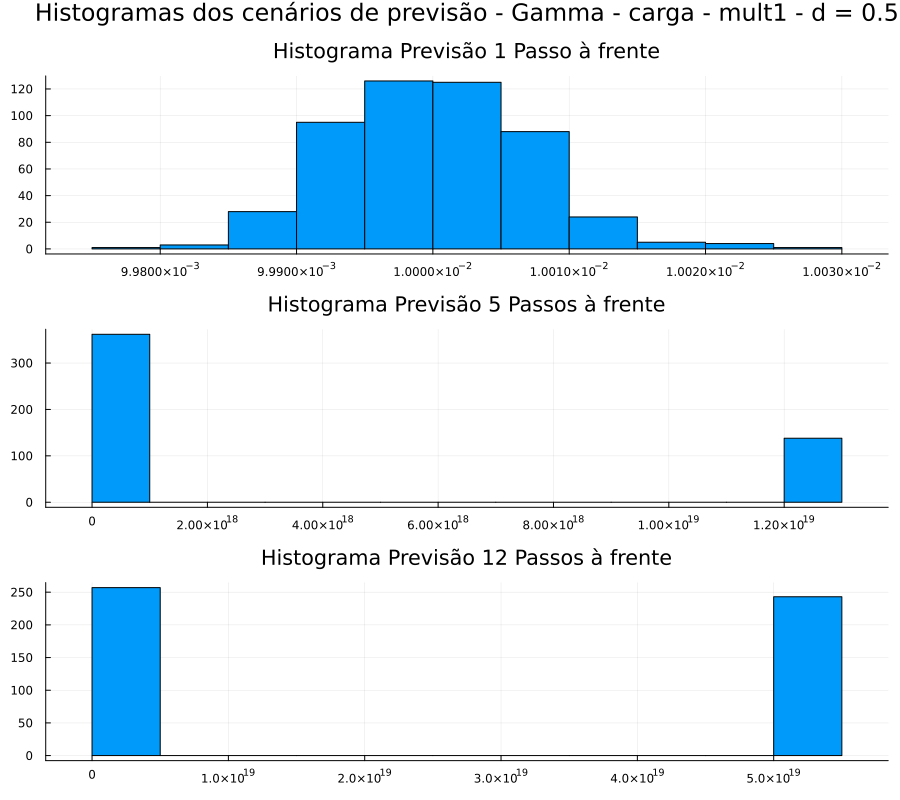 Histogramas dos cenários de previsão - Gamma - carga - mult1 - d = 0.5
Histograma Previsão 1 Passo à frente
120
100
80
60
40
20
0
9.9800×10⁻³ 9.9900×10⁻³ 1.0000×10⁻² 1.0010×10⁻² 1.0020×10⁻² 1.0030×10⁻²
Histograma Previsão 5 Passos à frente
300
200
100
0
0 2.00×10¹⁸ 4.00×10¹⁸ 6.00×10¹⁸ 8.00×10¹⁸ 1.00×10¹⁹ 1.20×10¹⁹
Histograma Previsão 12 Passos à frente
250
200
150
100
50
0
0 1.0×10¹⁹ 2.0×10¹⁹ 3.0×10¹⁹ 4.0×10¹⁹ 5.0×10¹⁹